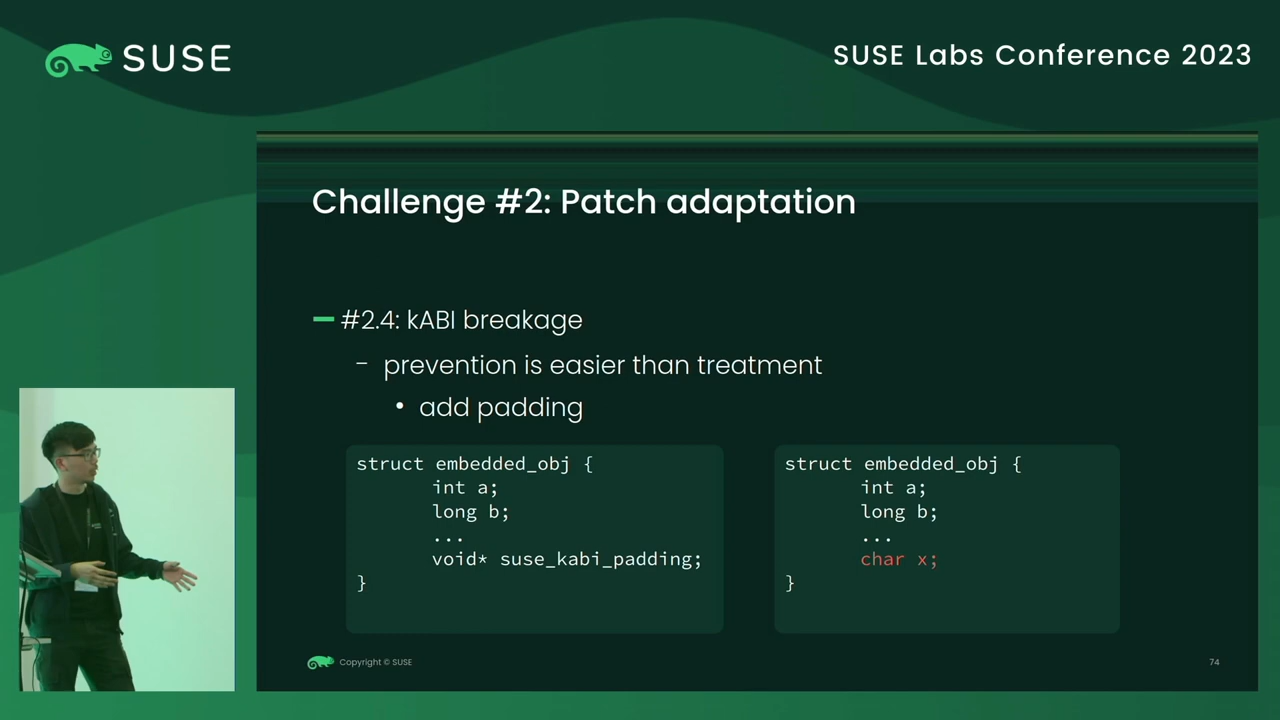 SUSE
SUSE Labs Conference 2023
Challenge #2: Patch adaptation
#2.4: kABI breakage
- prevention is easier than treatment
• add padding
struct embedded_obj {
int a;
long b;
...
void* suse_kabi_padding;
}
struct embedded_obj {
int a;
long b;
...
char x;
}
Copyright © SUSE
74